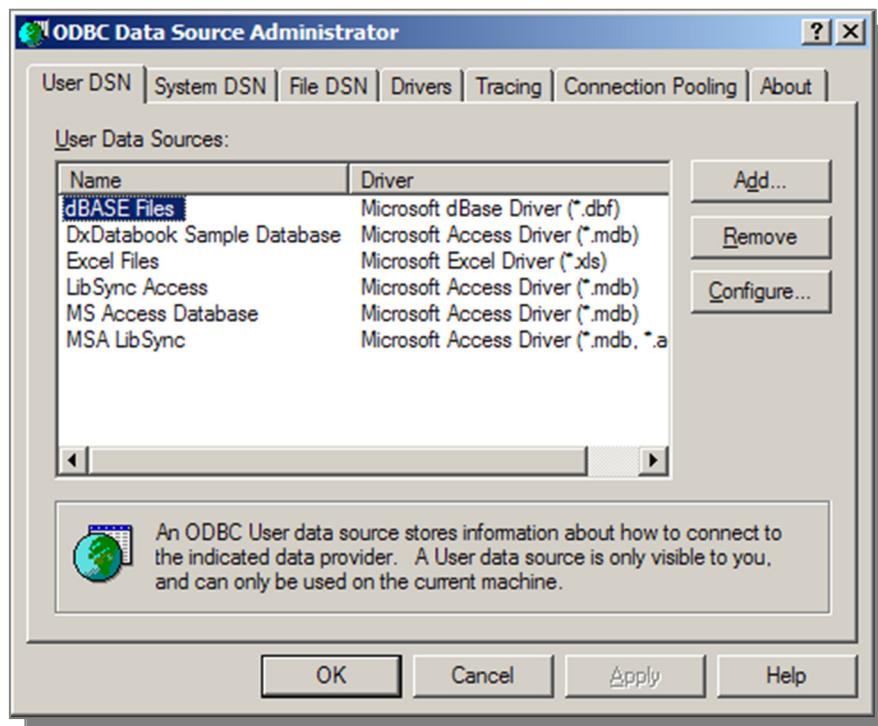 ODBC Data Source Administrator
User DSN System DSN File DSN Drivers Tracing Connection Pooling About
User Data Sources:
Name Driver
dBASE Files Microsoft dBase Driver (*.dbf)
DxDatabook Sample Database Microsoft Access Driver (*.mdb)
Excel Files Microsoft Excel Driver (*.xls)
LibSync Access Microsoft Access Driver (*.mdb)
MS Access Database Microsoft Access Driver (*.mdb)
MSA LibSync Microsoft Access Driver (*.mdb, *.a
Add...
Remove
Configure...
An ODBC User data source stores information about how to connect to
the indicated data provider. A User data source is only visible to you,
and can only be used on the current machine.
OK Cancel Apply Help